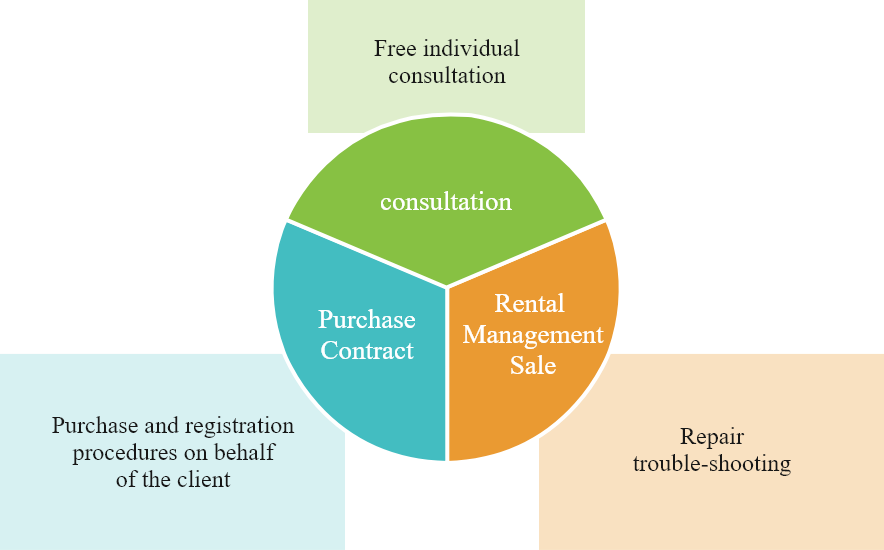 Free individual
consultation
consultation
Purchase
Contract
Rental
Management
Sale
Purchase and registration
procedures on behalf
of the client
Repair
trouble-shooting